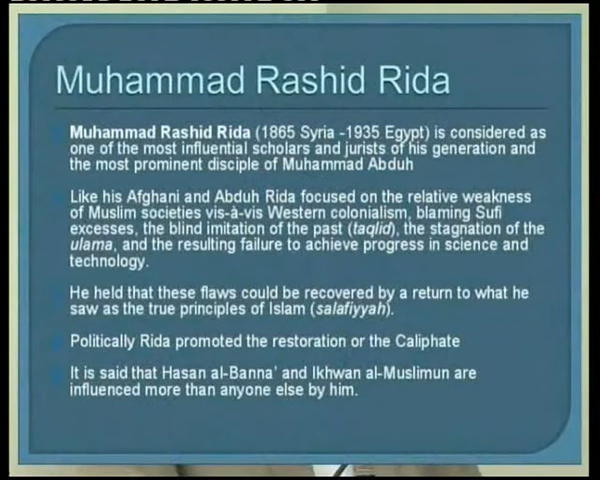 Muhammad Rashid Rida
Muhammad Rashid Rida (1865 Syria -1935 Egypt) is considered as
one of the most influential scholars and jurists of his generation and
the most prominent disciple of Muhammad Abduh
Like his Afghani and Abduh Rida focused on the relative weakness
of Muslim societies vis-à-vis Western colonialism, blaming Sufi
excesses, the blind imitation of the past (taqlid), the stagnation of the
ulama, and the resulting failure to achieve progress in science and
technology.
He held that these flaws could be recovered by a return to what he
saw as the true principles of Islam (salafiyyah).
Politically Rida promoted the restoration or the Caliphate
It is said that Hasan al-Banna' and Ikhwan al-Muslimun are
influenced more than anyone else by him.